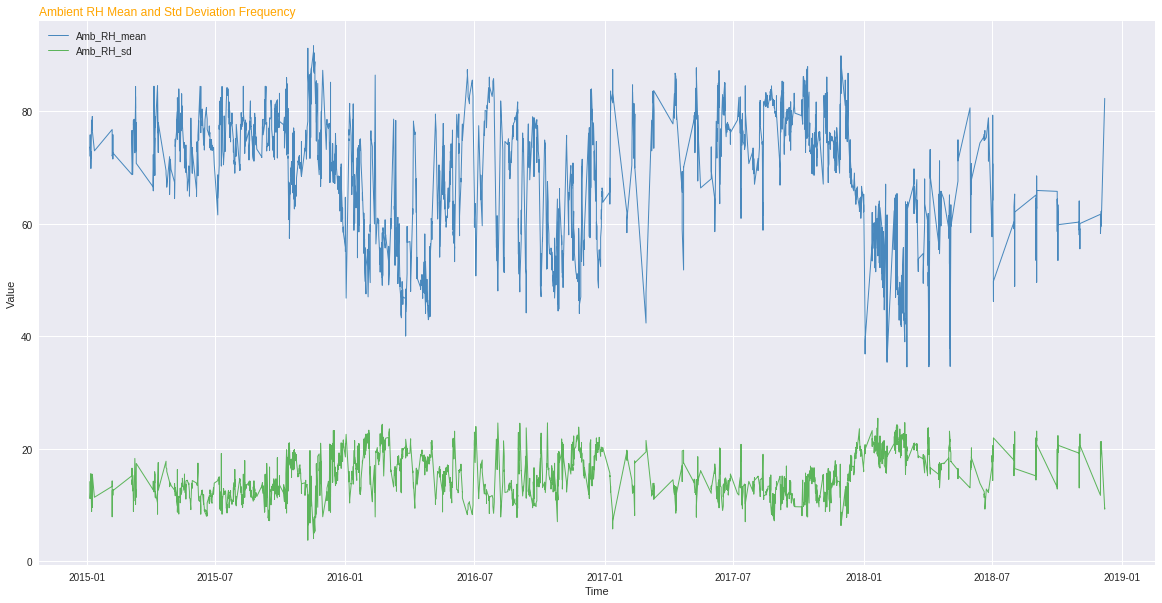 Ambient RH Mean and Std Deviation Frequency
Amb_RH_mean
Amb_RH_sd
80
60
40
20
0
Value
2015-01 2015-07 2016-01 2016-07 2017-01 2017-07 2018-01 2018-07 2019-01
Time